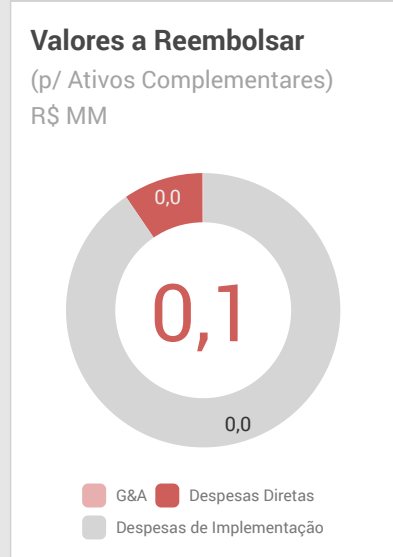 Valores a Reembolsar
(p/ Ativos Complementares)
R$ MM
0,0
0,1
0,0
G&A Despesas Diretas
Despesas de Implementação